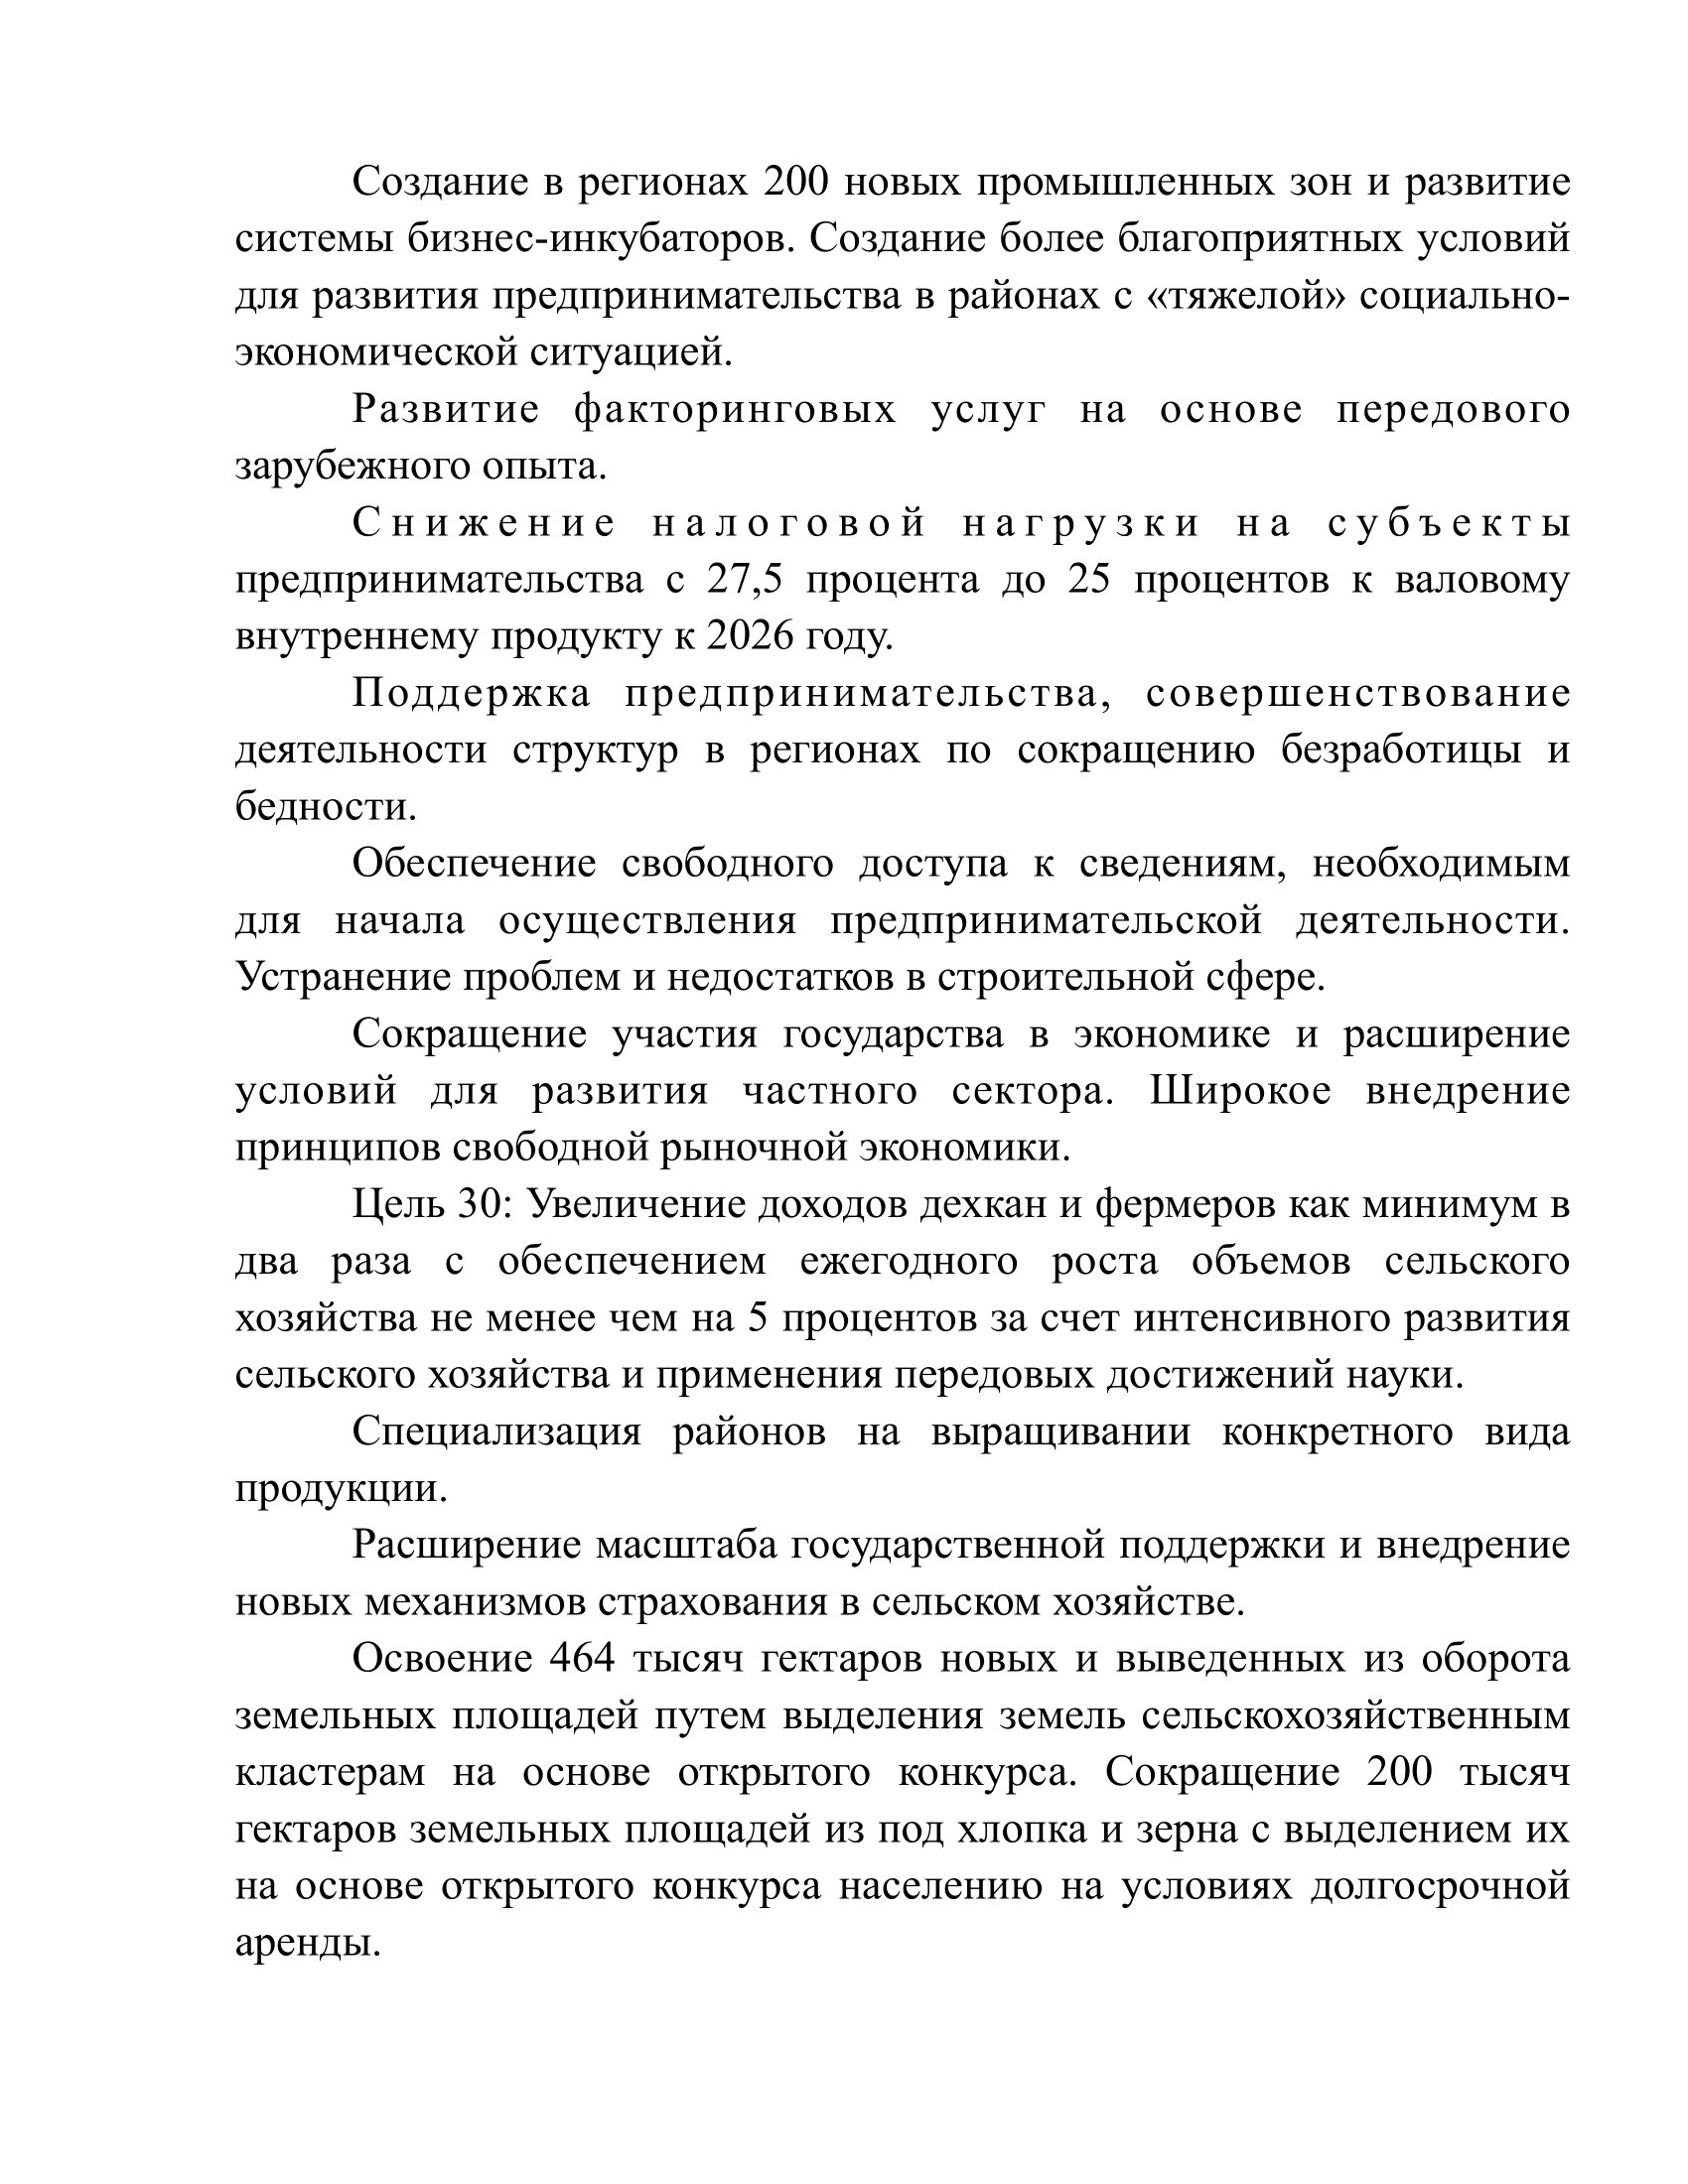 Создание в регионах 200 новых промышленных зон и развитие
системы бизнес-инкубаторов. Создание более благоприятных условий
для развития предпринимательства в районах с «тяжелой» социально-
экономической ситуацией.
Развитие факторинговых услуг на основе передового
зарубежного опыта.
Снижение налоговой нагрузки на субъекты
предпринимательства с 27,5 процента до 25 процентов к валовому
внутреннему продукту к 2026 году.
Поддержка предпринимательства, совершенствование
деятельности структур в регионах по сокращению безработицы и
бедности.
Обеспечение свободного доступа к сведениям, необходимым
для начала осуществления предпринимательской деятельности.
Устранение проблем и недостатков в строительной сфере.
Сокращение участия государства в экономике и расширение
условий для развития частного сектора. Широкое внедрение
принципов свободной рыночной экономики.
Цель 30: Увеличение доходов дехкан и фермеров как минимум в
два раза с обеспечением ежегодного роста объемов сельского
хозяйства не менее чем на 5 процентов за счет интенсивного развития
сельского хозяйства и применения передовых достижений науки.
Специализация районов на выращивании конкретного вида
продукции.
Расширение масштаба государственной поддержки и внедрение
новых механизмов страхования в сельском хозяйстве.
Освоение 464 тысяч гектаров новых и выведенных из оборота
земельных площадей путем выделения земель сельскохозяйственным
кластерам на основе открытого конкурса. Сокращение 200 тысяч
гектаров земельных площадей из под хлопка и зерна с выделением их
на основе открытого конкурса населению на условиях долгосрочной
аренды.